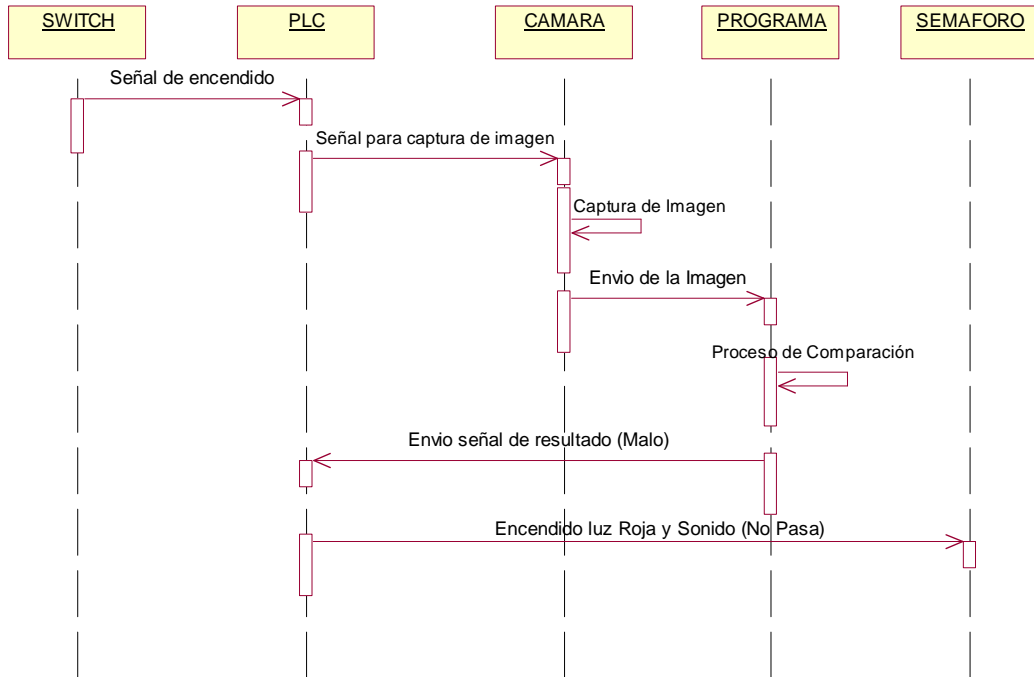 SWITCH
PLC
CAMARA
PROGRAMA
SEMAFORO
Señal de encendido
Señal para captura de imagen
Captura de Imagen
Envio de la Imagen
Proceso de Comparación
Envio señal de resultado (Malo)
Encendido luz Roja y Sonido (No Pasa)